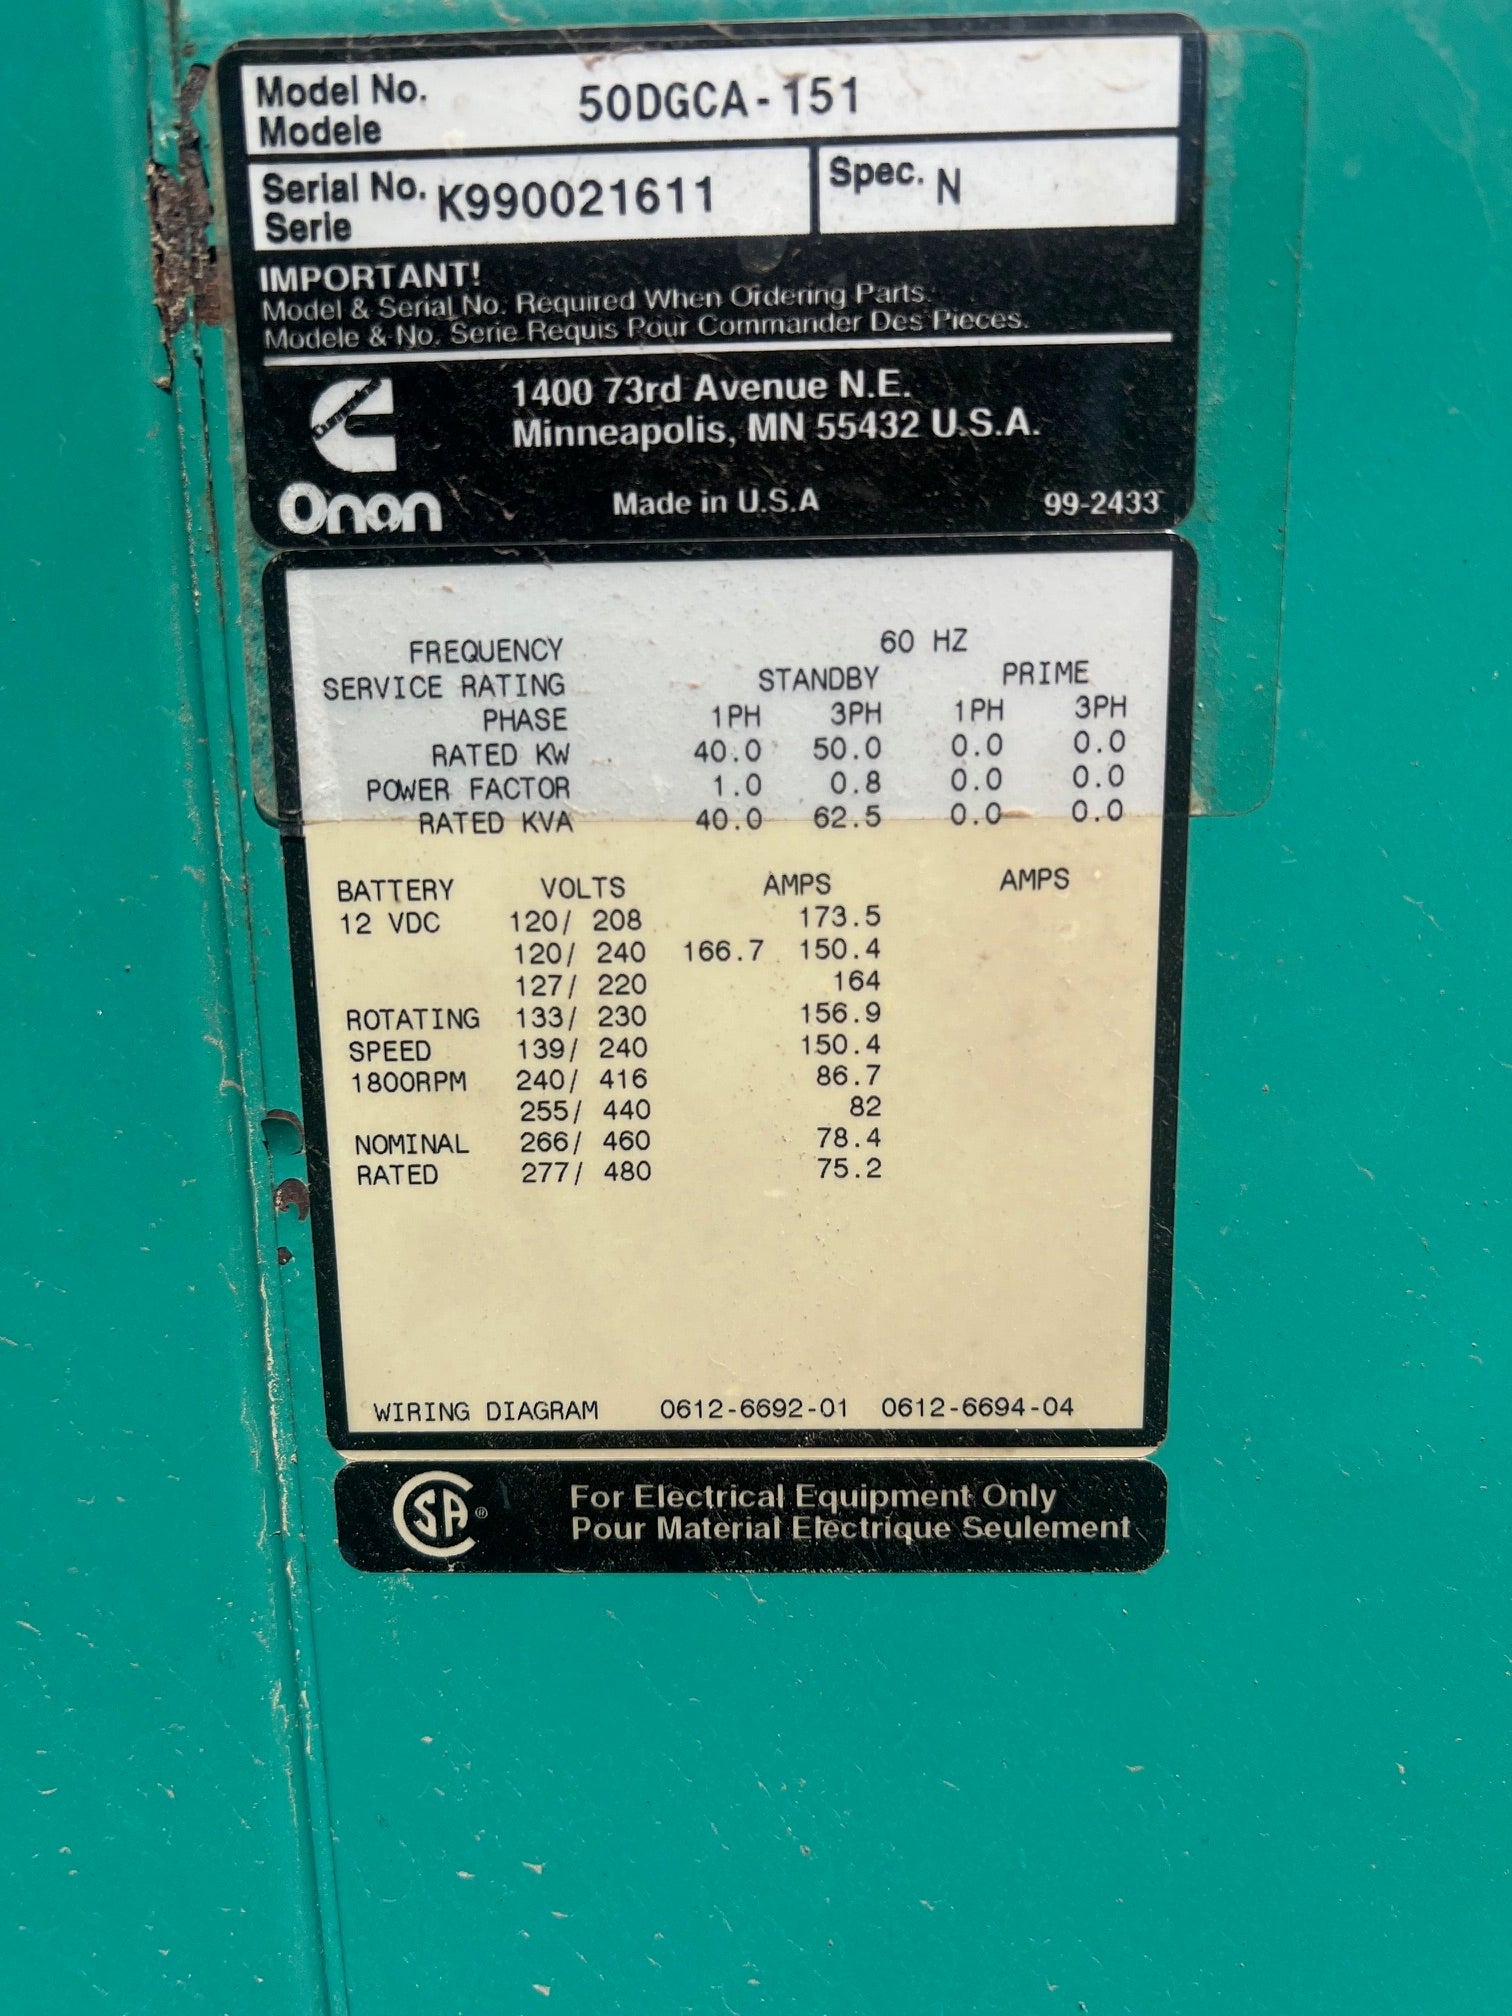 Model No. 50DGCA-151
Modele
Serial No. K990021611 Spec. N
Serie
IMPORTANT!
Model & Serial No. Required When Ordering Parts.
Modele & No. Serie Requis Pour Commander Des Pieces.
Cummins
1400 73rd Avenue N.E.
Minneapolis, MN 55432 U.S.A.
Onan Made in U.S.A 99-2433
FREQUENCY 60 HZ
SERVICE RATING STANDBY PRIME
PHASE 1PH 3PH 1PH 3PH
RATED KW 40.0 50.0 0.0 0.0
POWER FACTOR 1.0 0.8 0.0 0.0
RATED KVA 40.0 62.5 0.0 0.0
BATTERY VOLTS AMPS AMPS
12 VDC 120/ 208 173.5
120/ 240 166.7 150.4
127/ 220 164
ROTATING 133/ 230 156.9
SPEED 139/ 240 150.4
1800RPM 240/ 416 86.7
255/ 440 82
NOMINAL 266/ 460 78.4
RATED 277/ 480 75.2
WIRING DIAGRAM 0612-6692-01 0612-6694-04
CSA ® For Electrical Equipment Only
Pour Material Electrique Seulement